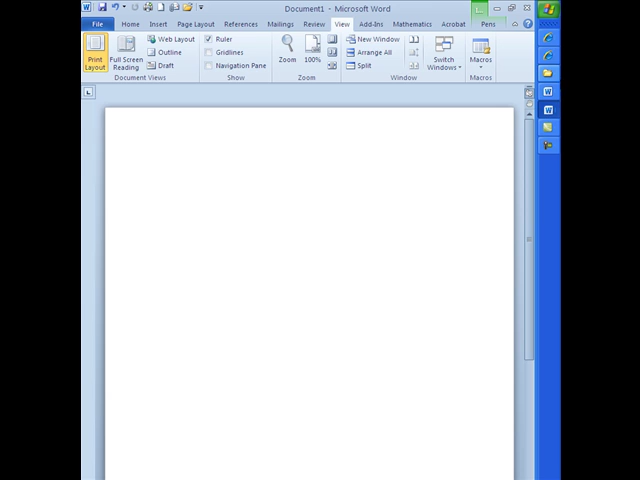 Document1 - Microsoft Word
File Home Insert Page Layout References Mailings Review View Add-Ins Mathematics Acrobat Pens
Print Layout
Full Screen Reading
Web Layout
Outline
Draft
Document Views
Ruler
Gridlines
Navigation Pane
Show
Zoom
100%
Zoom
New Window
Arrange All
Split
Switch Windows
Window
Macros
Macros